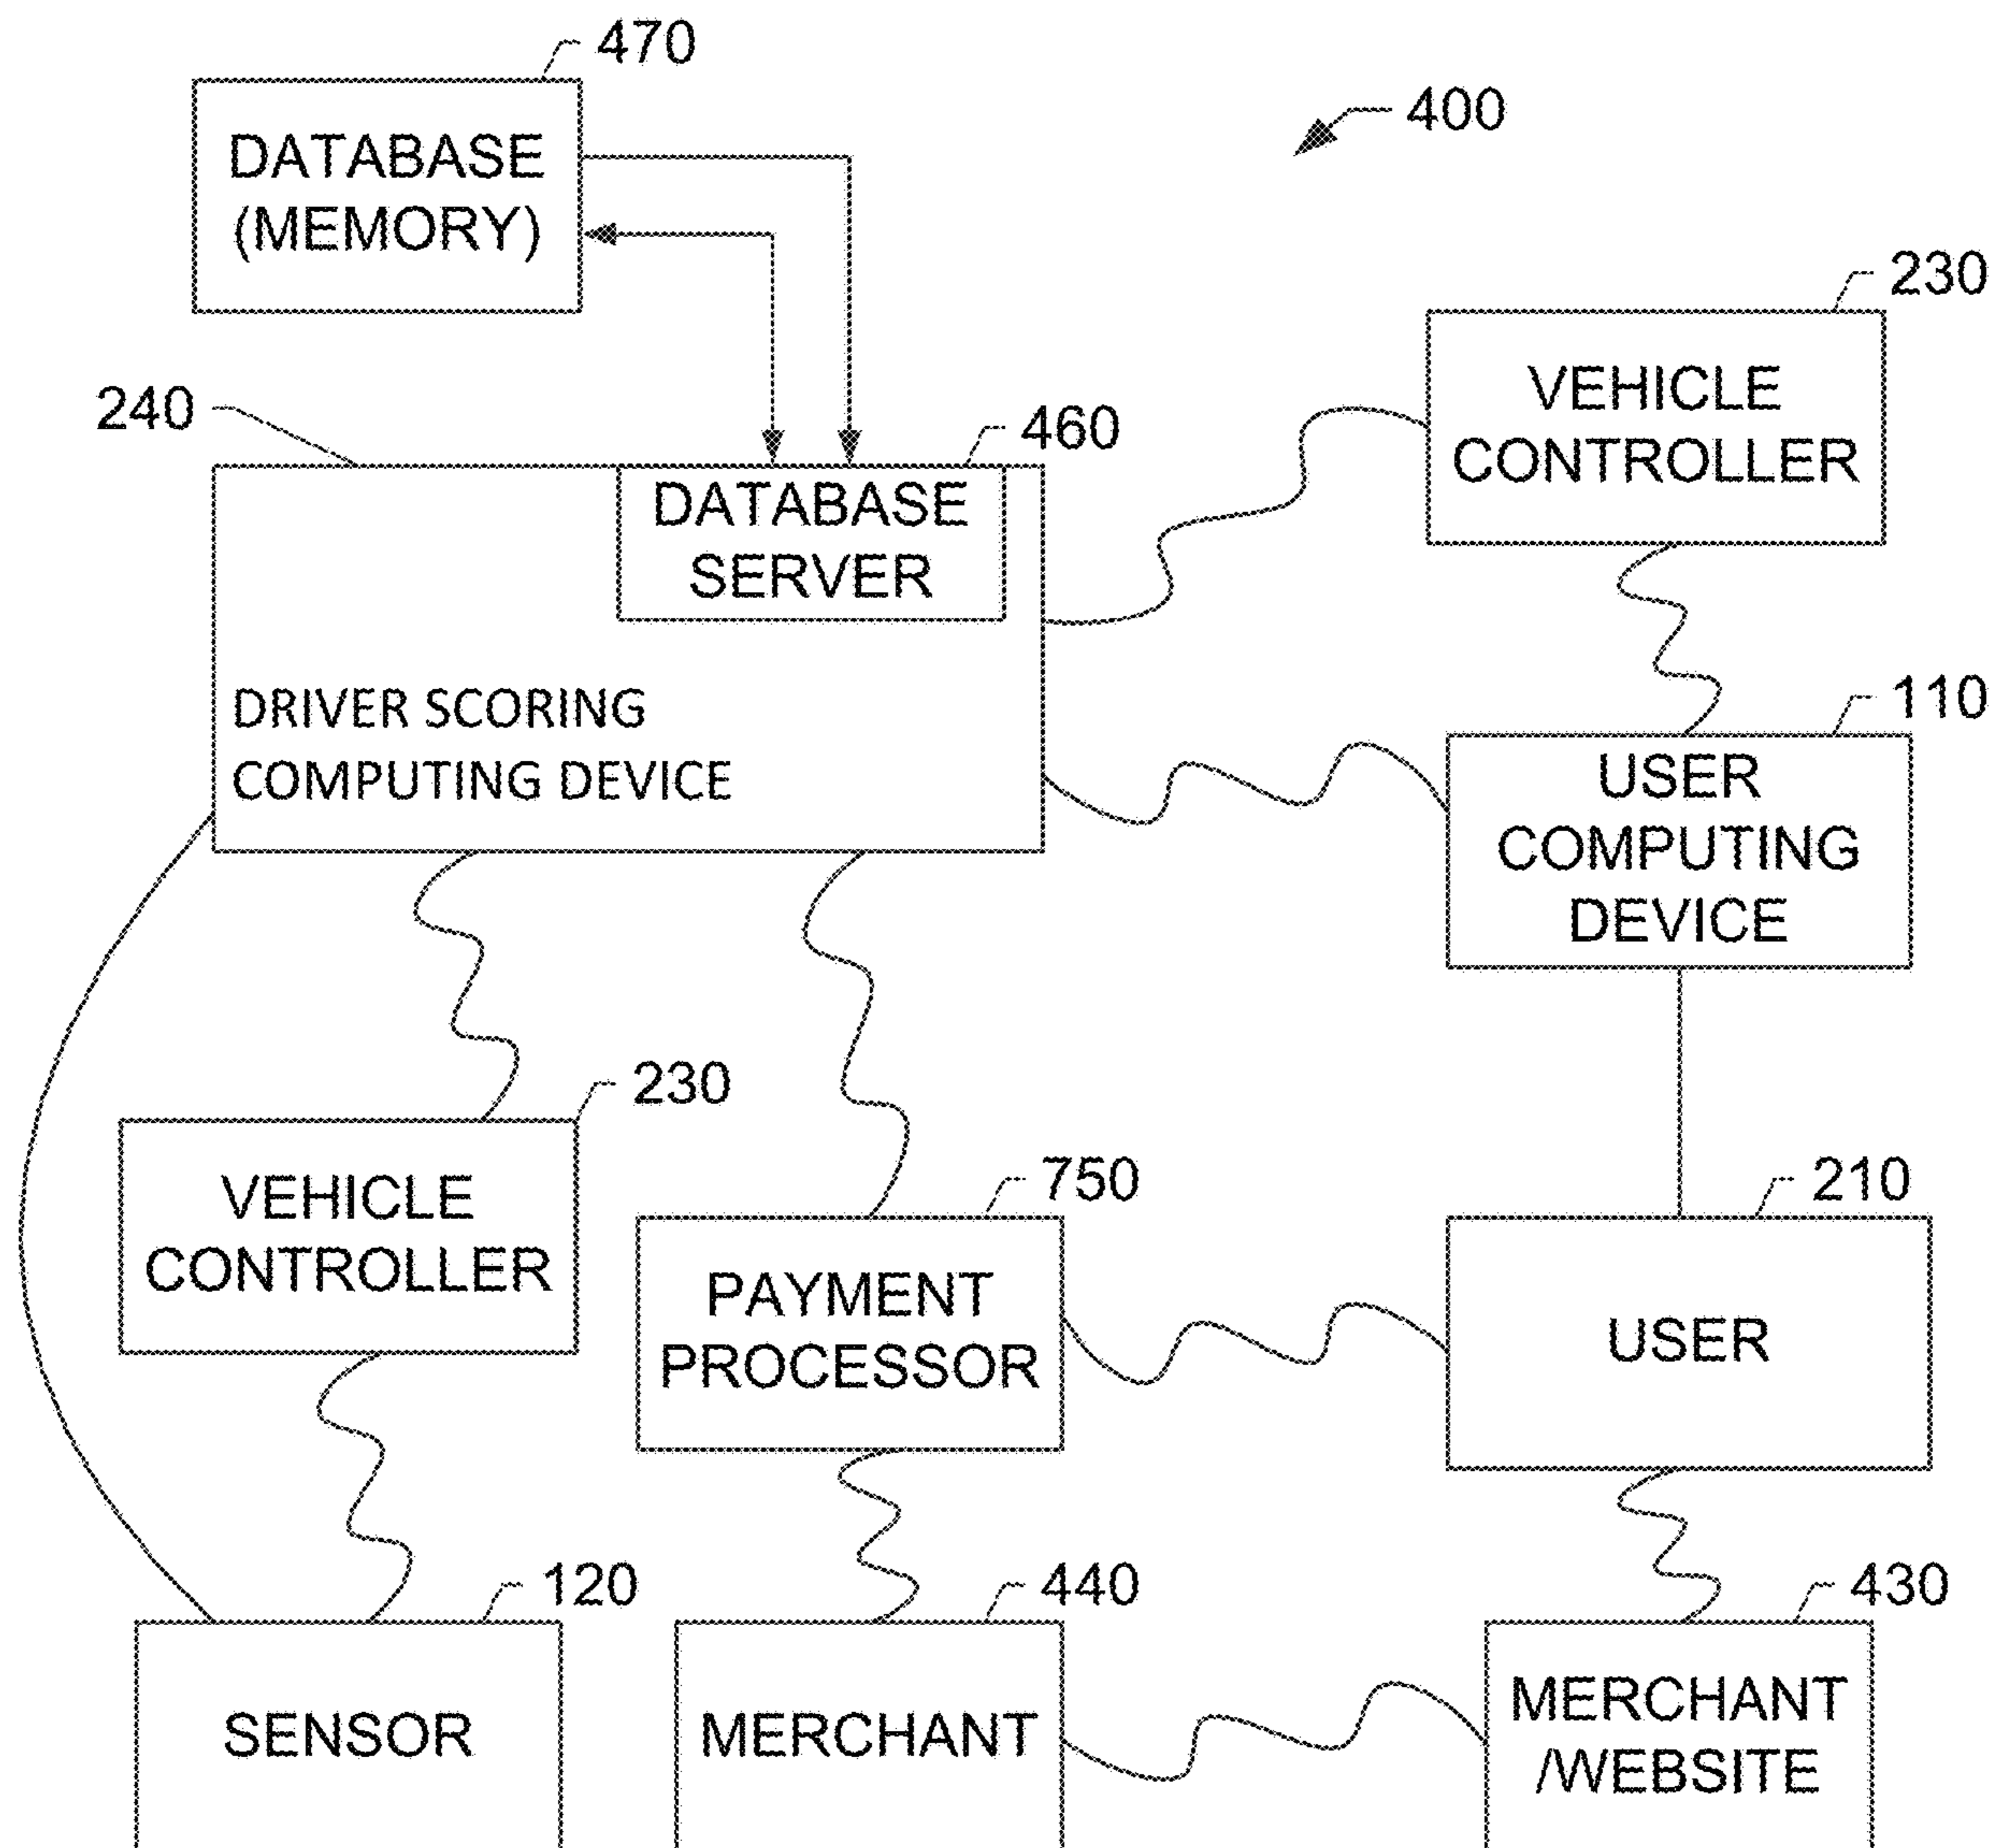 470
400
DATABASE
(MEMORY)
230
240
460
VEHICLE
CONTROLLER
DATABASE
SERVER
110
DRIVER SCORING
COMPUTING DEVICE
USER
COMPUTING
DEVICE
230
750
210
VEHICLE
CONTROLLER
PAYMENT
PROCESSOR
USER
120
440
430
SENSOR
MERCHANT
MERCHANT
/WEBSITE